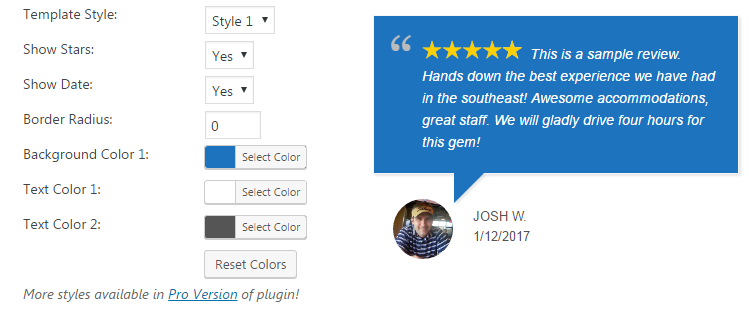 Template Style: Style 1
Show Stars: Yes
Show Date: Yes
Border Radius: 0
Background Color 1: Select Color
Text Color 1: Select Color
Text Color 2: Select Color
Reset Colors
More styles available in Pro Version of plugin!
“ ★★★★★ This is a sample review.
Hands down the best experience we have had
in the southeast! Awesome accommodations,
great staff. We will gladly drive four hours for
this gem!
JOSH W.
1/12/2017